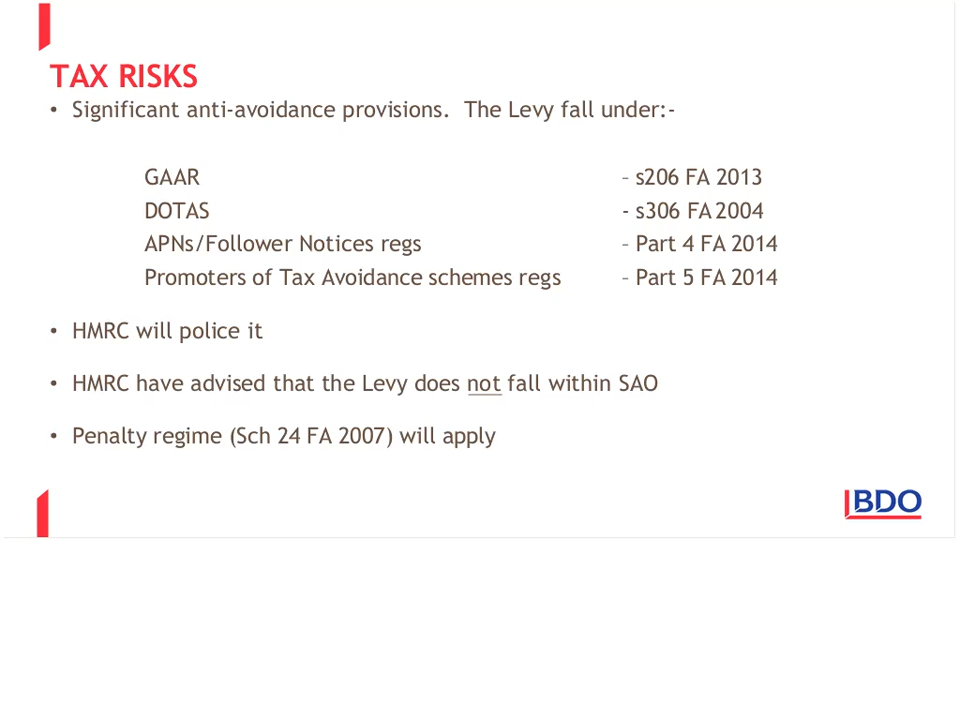 TAX RISKS
• Significant anti-avoidance provisions.  The Levy fall under:-
GAAR – s206 FA 2013
DOTAS - s306 FA 2004
APNs/Follower Notices regs – Part 4 FA 2014
Promoters of Tax Avoidance schemes regs – Part 5 FA 2014
• HMRC will police it
• HMRC have advised that the Levy does not fall within SAO
• Penalty regime (Sch 24 FA 2007) will apply
BDO